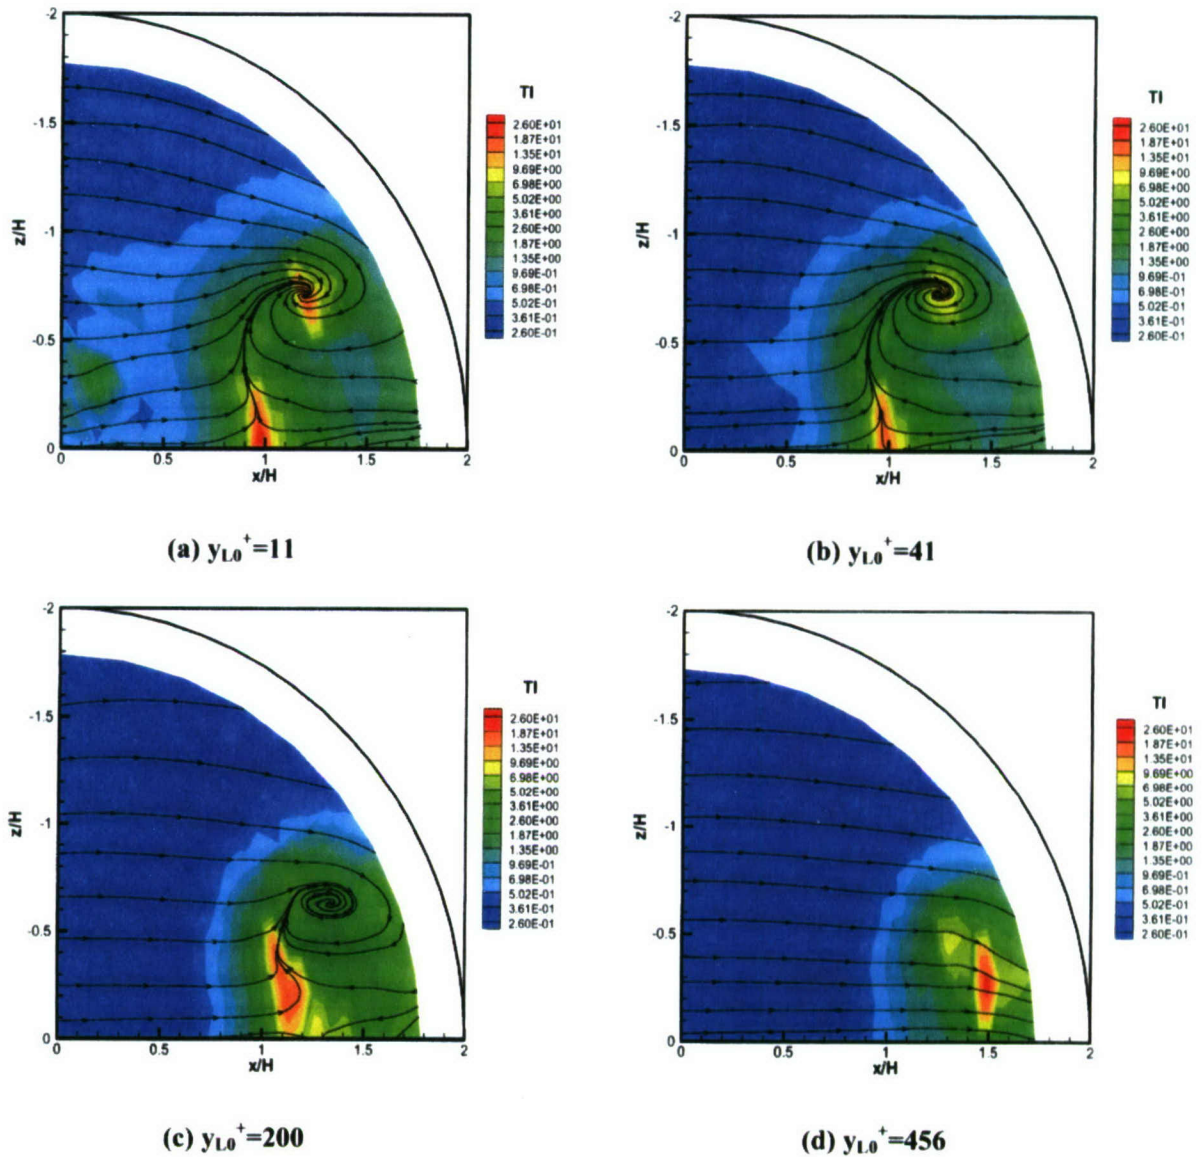 -2
-1.5
-1
-0.5
0
z/H
0 0.5 1 1.5 2
x/H
TI
2.60E+01
1.87E+01
1.35E+01
9.69E+00
6.98E+00
5.02E+00
3.61E+00
2.60E+00
1.87E+00
1.35E+00
9.69E-01
6.98E-01
5.02E-01
3.61E-01
2.60E-01
(a) y_L0^+=11
-2
-1.5
-1
-0.5
0
z/H
0 0.5 1 1.5 2
x/H
TI
2.60E+01
1.87E+01
1.35E+01
9.69E+00
6.98E+00
5.02E+00
3.61E+00
2.60E+00
1.87E+00
1.35E+00
9.69E-01
6.98E-01
5.02E-01
3.61E-01
2.60E-01
(b) y_L0^+=41
-2
-1.5
-1
-0.5
0
z/H
0 0.5 1 1.5 2
x/H
TI
2.60E+01
1.87E+01
1.35E+01
9.69E+00
6.98E+00
5.02E+00
3.61E+00
2.60E+00
1.87E+00
1.35E+00
9.69E-01
6.98E-01
5.02E-01
3.61E-01
2.60E-01
(c) y_L0^+=200
-2
-1.5
-1
-0.5
0
z/H
0 0.5 1 1.5 2
x/H
TI
2.60E+01
1.87E+01
1.35E+01
9.69E+00
6.98E+00
5.02E+00
3.61E+00
2.60E+00
1.87E+00
1.35E+00
9.69E-01
6.98E-01
5.02E-01
3.61E-01
2.60E-01
(d) y_L0^+=456